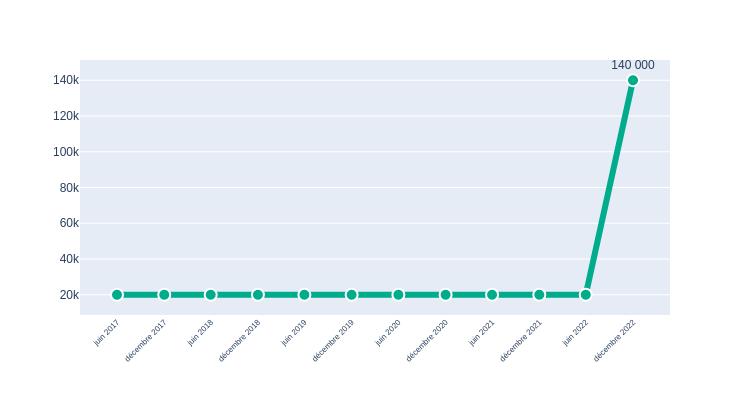 140 000
140k
120k
100k
80k
60k
40k
20k
juin 2017
décembre 2017
juin 2018
décembre 2018
juin 2019
décembre 2019
juin 2020
décembre 2020
juin 2021
décembre 2021
juin 2022
décembre 2022